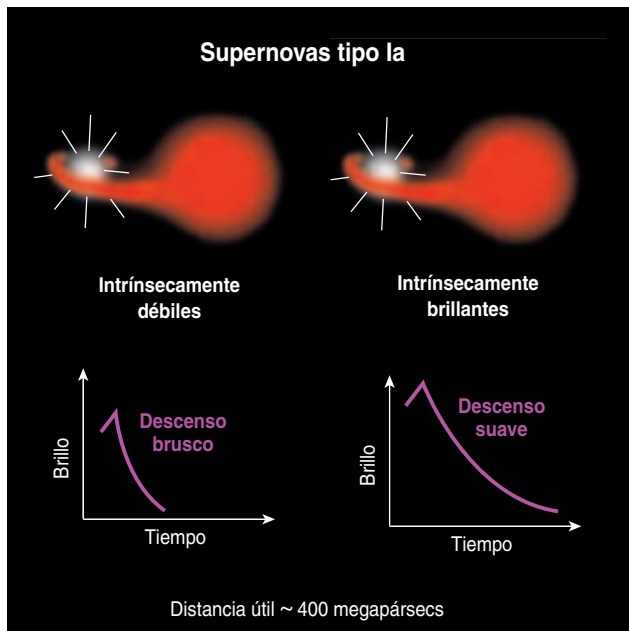 Supernovas tipo Ia
Intrínsecamente
débiles
Intrínsecamente
brillantes
Descenso
brusco
Brillo
Tiempo
Descenso
suave
Brillo
Tiempo
Distancia útil ~ 400 megapársecs